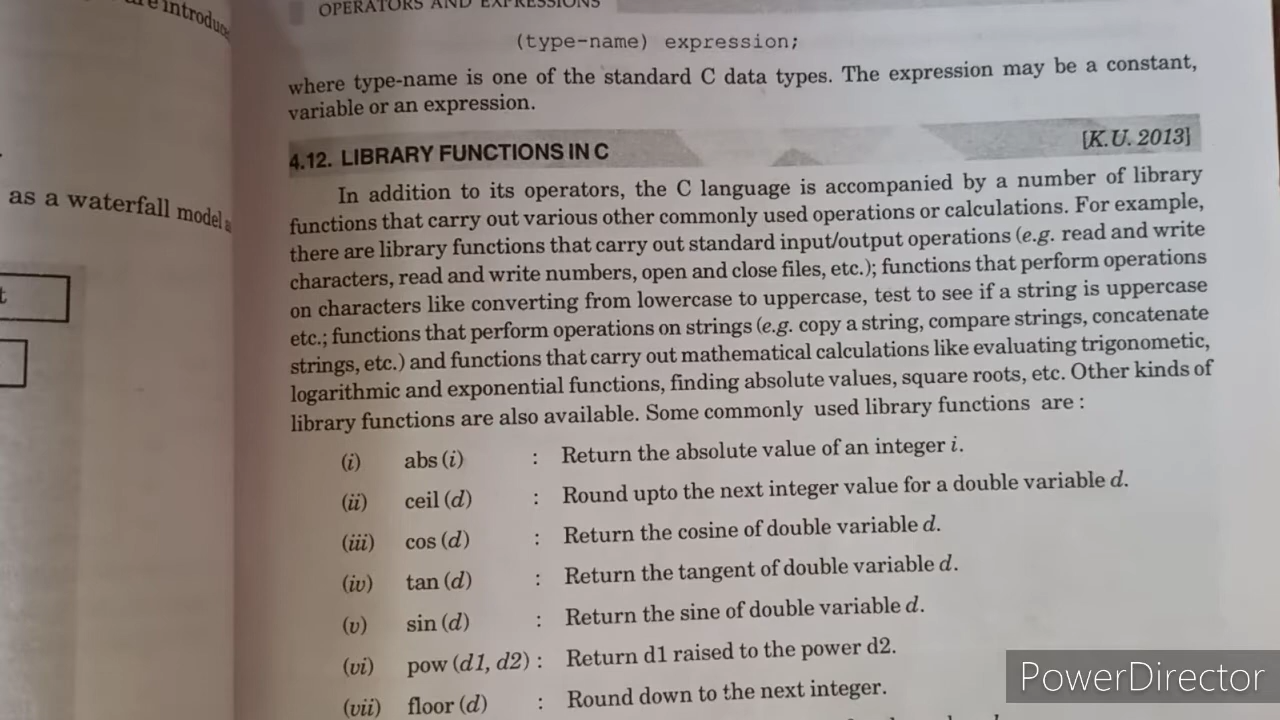 introduce
as a waterfall model
t
OPERATORS AND EXPRESSIONS
(type-name) expression;
where type-name is one of the standard C data types. The expression may be a constant,
variable or an expression.
4.12. LIBRARY FUNCTIONS IN C [K.U. 2013]
In addition to its operators, the C language is accompanied by a number of library
functions that carry out various other commonly used operations or calculations. For example,
there are library functions that carry out standard input/output operations (e.g. read and write
characters, read and write numbers, open and close files, etc.); functions that perform operations
on characters like converting from lowercase to uppercase, test to see if a string is uppercase
etc.; functions that perform operations on strings (e.g. copy a string, compare strings, concatenate
strings, etc.) and functions that carry out mathematical calculations like evaluating trigonometic,
logarithmic and exponential functions, finding absolute values, square roots, etc. Other kinds of
library functions are also available. Some commonly used library functions are :
(i) abs (i) : Return the absolute value of an integer i.
(ii) ceil (d) : Round upto the next integer value for a double variable d.
(iii) cos (d) : Return the cosine of double variable d.
(iv) tan (d) : Return the tangent of double variable d.
(v) sin (d) : Return the sine of double variable d.
(vi) pow (d1, d2) : Return d1 raised to the power d2.
(vii) floor (d) : Round down to the next integer.
PowerDirector